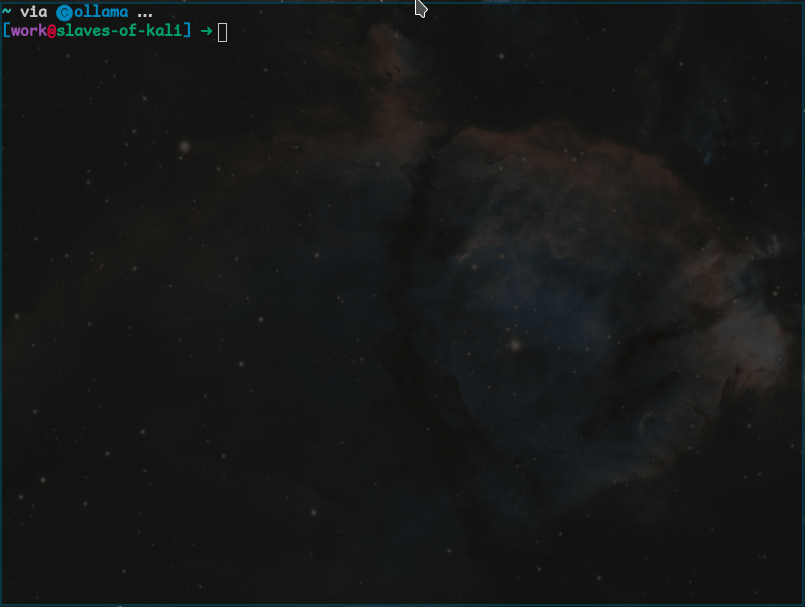 ~ via ©ollama ...
[work@slaves-of-kali] →